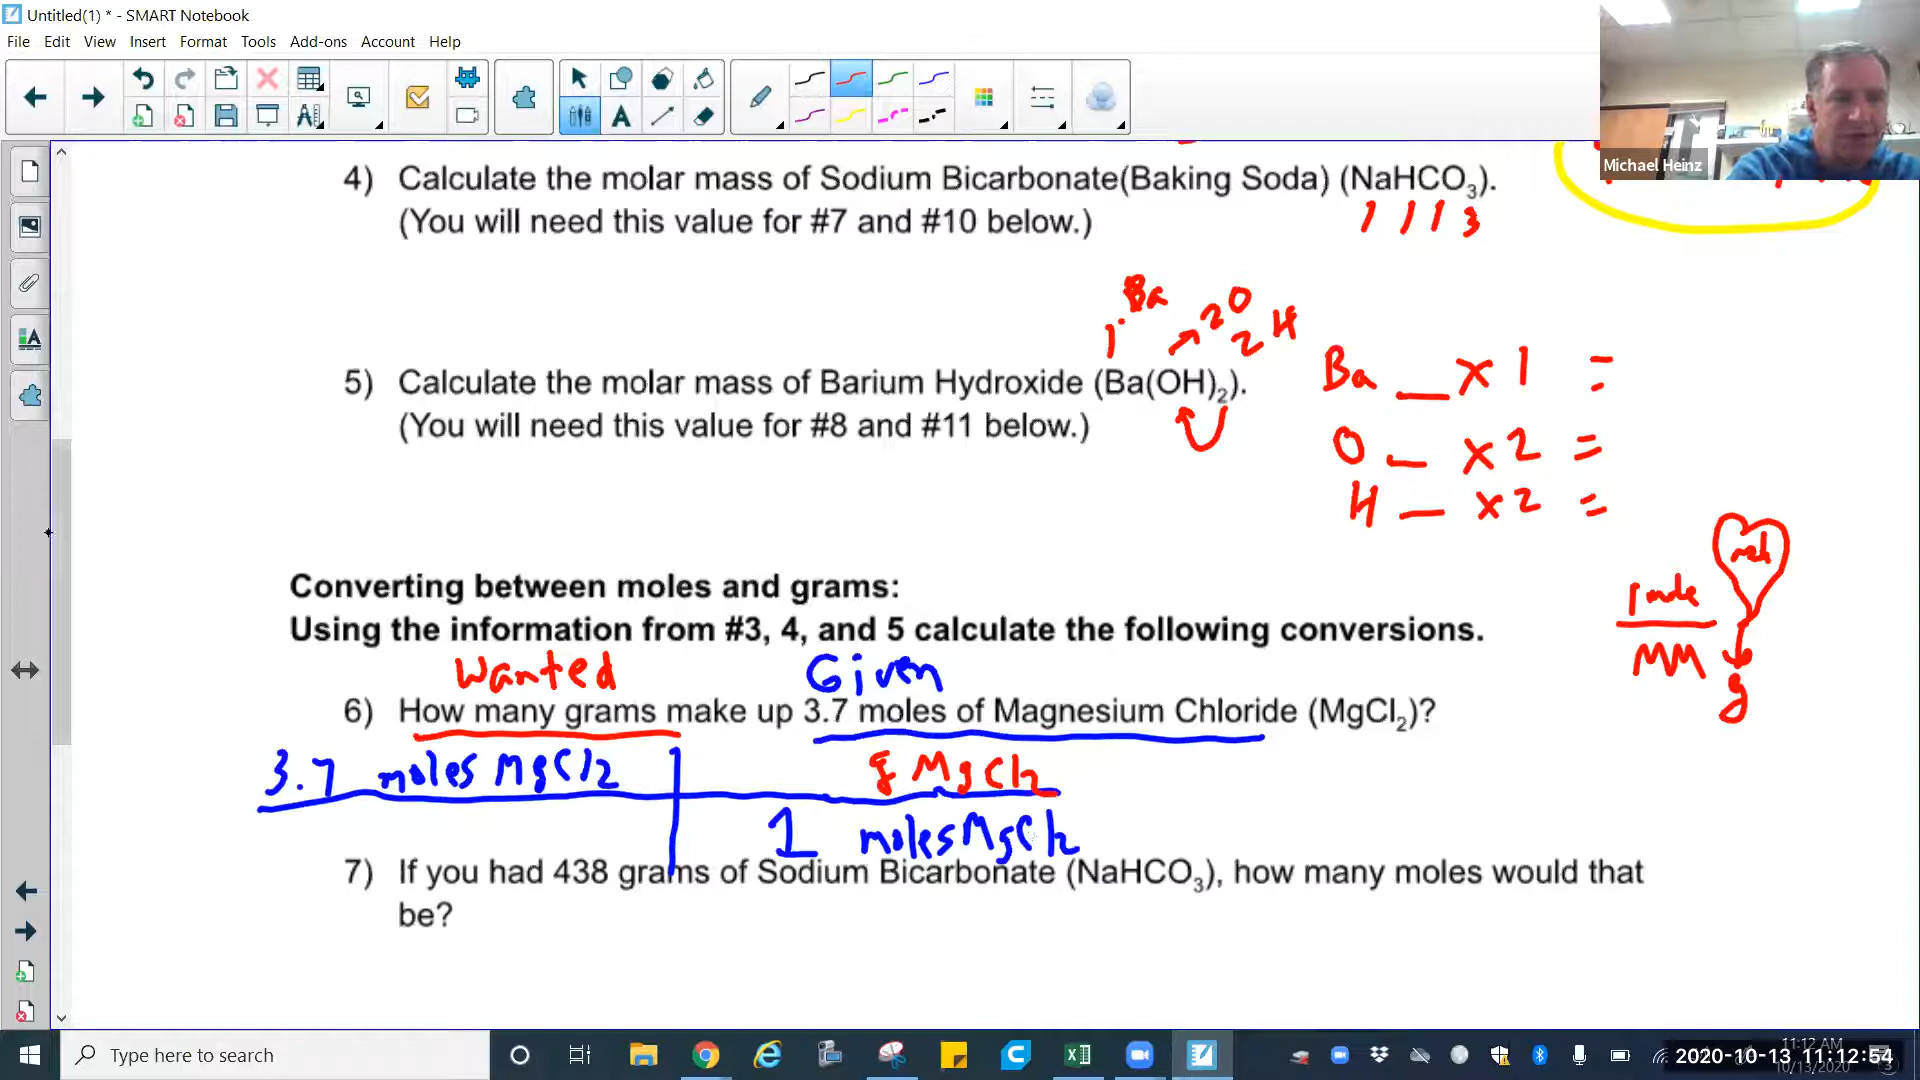 Untitled(1) * - SMART Notebook
File Edit View Insert Format Tools Add-ons Account Help
Michael Heinz
4) Calculate the molar mass of Sodium Bicarbonate(Baking Soda) (NaHCO₃).
(You will need this value for #7 and #10 below.)
1 1 1 3
Ba 2 O
1 2 H
5) Calculate the molar mass of Barium Hydroxide (Ba(OH)₂).
(You will need this value for #8 and #11 below.)
Ba __ x 1 =
O __ x 2 =
H __ x 2 =
Converting between moles and grams:
Using the information from #3, 4, and 5 calculate the following conversions.
1 mole
MM
g
Wanted Given
6) How many grams make up 3.7 moles of Magnesium Chloride (MgCl₂)?
3.7 moles MgCl2 g MgCl2
1 moles MgCl2
7) If you had 438 grams of Sodium Bicarbonate (NaHCO₃), how many moles would that
be?
Type here to search
11:12 AM
2020-10-13 11:12:54
10/13/2020